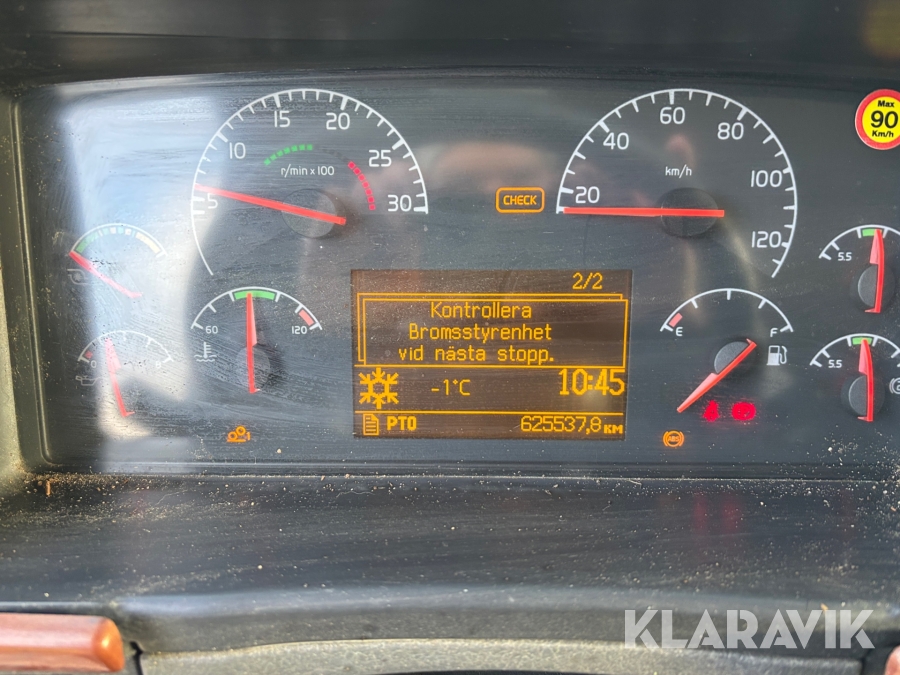 Max
90
Km/h
5
10
15
20
25
30
r/min x 100
CHECK
20
40
60
80
100
120
km/h
5.5
60
120
E
F
5.5
2/2
Kontrollera
Bromsstyrenhet
vid nästa stopp.
-1°C
10:45
PTO
625537,8 KM
ABS
KLARAVIK